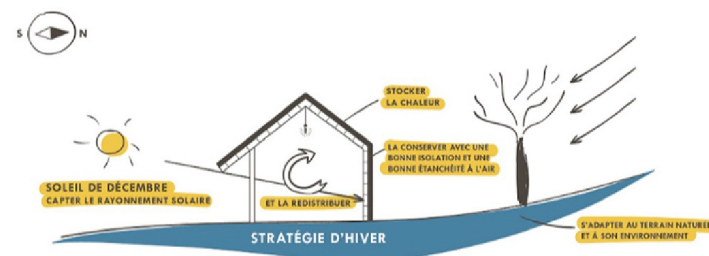 S N
STOCKER
LA CHALEUR
LA CONSERVER AVEC UNE
BONNE ISOLATION ET UNE
BONNE ÉTANCHÉITÉ À L'AIR
SOLEIL DE DÉCEMBRE
CAPTER LE RAYONNEMENT SOLAIRE
ET LA REDISTRIBUER
S'ADAPTER AU TERRAIN NATUREL
ET À SON ENVIRONNEMENT
STRATÉGIE D'HIVER